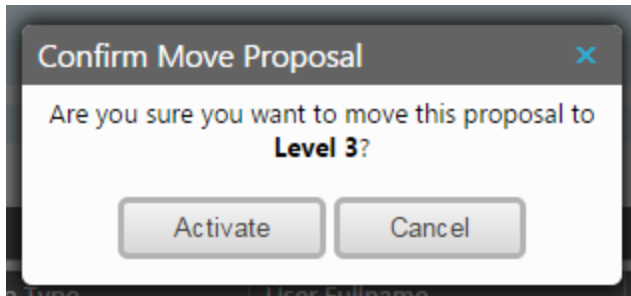 Confirm Move Proposal ×
Are you sure you want to move this proposal to
Level 3?
Activate Cancel
Type User Fullname